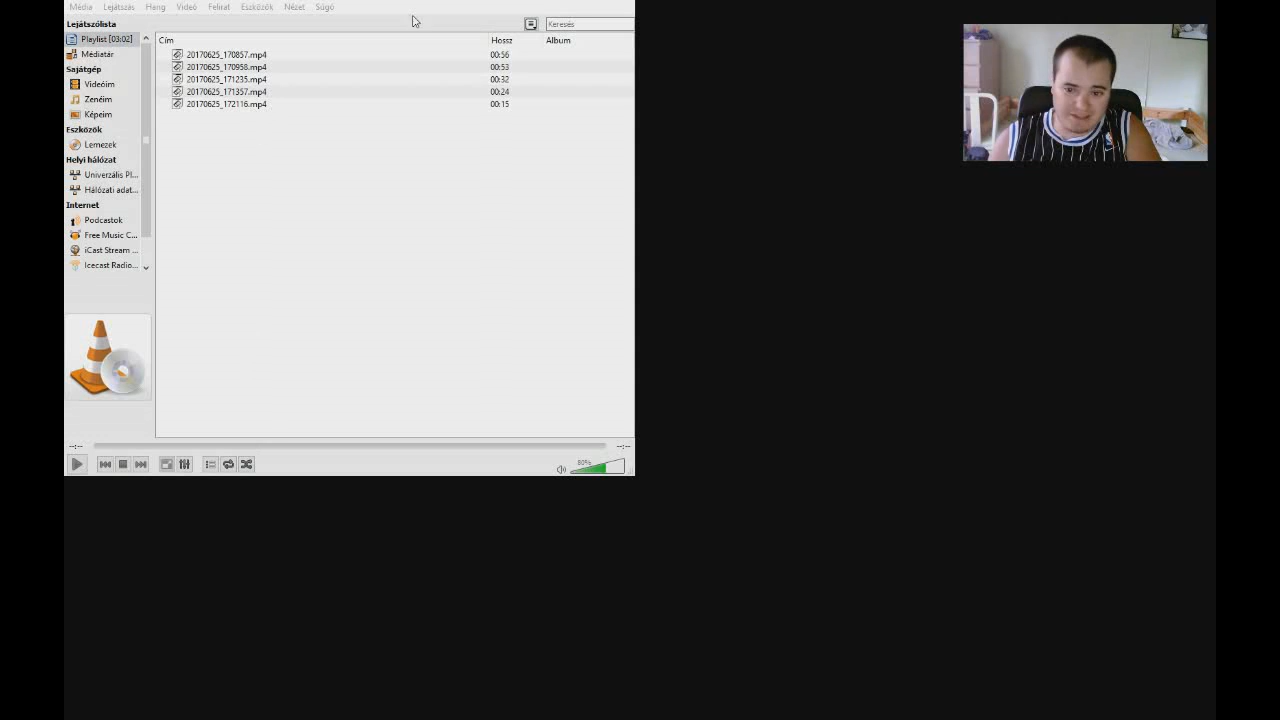 Média Lejátszás Hang Videó Felirat Eszközök Nézet Súgó
Lejátszólista
Keresés
Playlist [03:02]
Médiatár
Sajátgép
Videóim
Zenéim
Képeim
Eszközök
Lemezek
Helyi hálózat
Univerzális Pl...
Hálózati adat...
Internet
Podcastok
Free Music C...
iCast Stream ...
Icecast Radio...
Cím Hossz Album
20170625_170857.mp4 00:56
20170625_170958.mp4 00:53
20170625_171235.mp4 00:32
20170625_171357.mp4 00:24
20170625_172116.mp4 00:15
--:-- --:--
80%